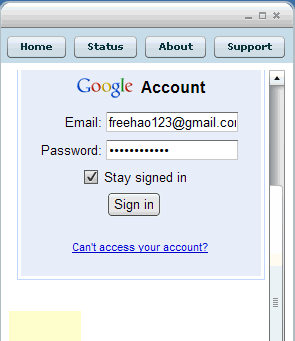 Home Status About Support
Google Account
Email: freehao123@gmail.co
Password: ••••••••••••
Stay signed in
Sign in
Can't access your account?